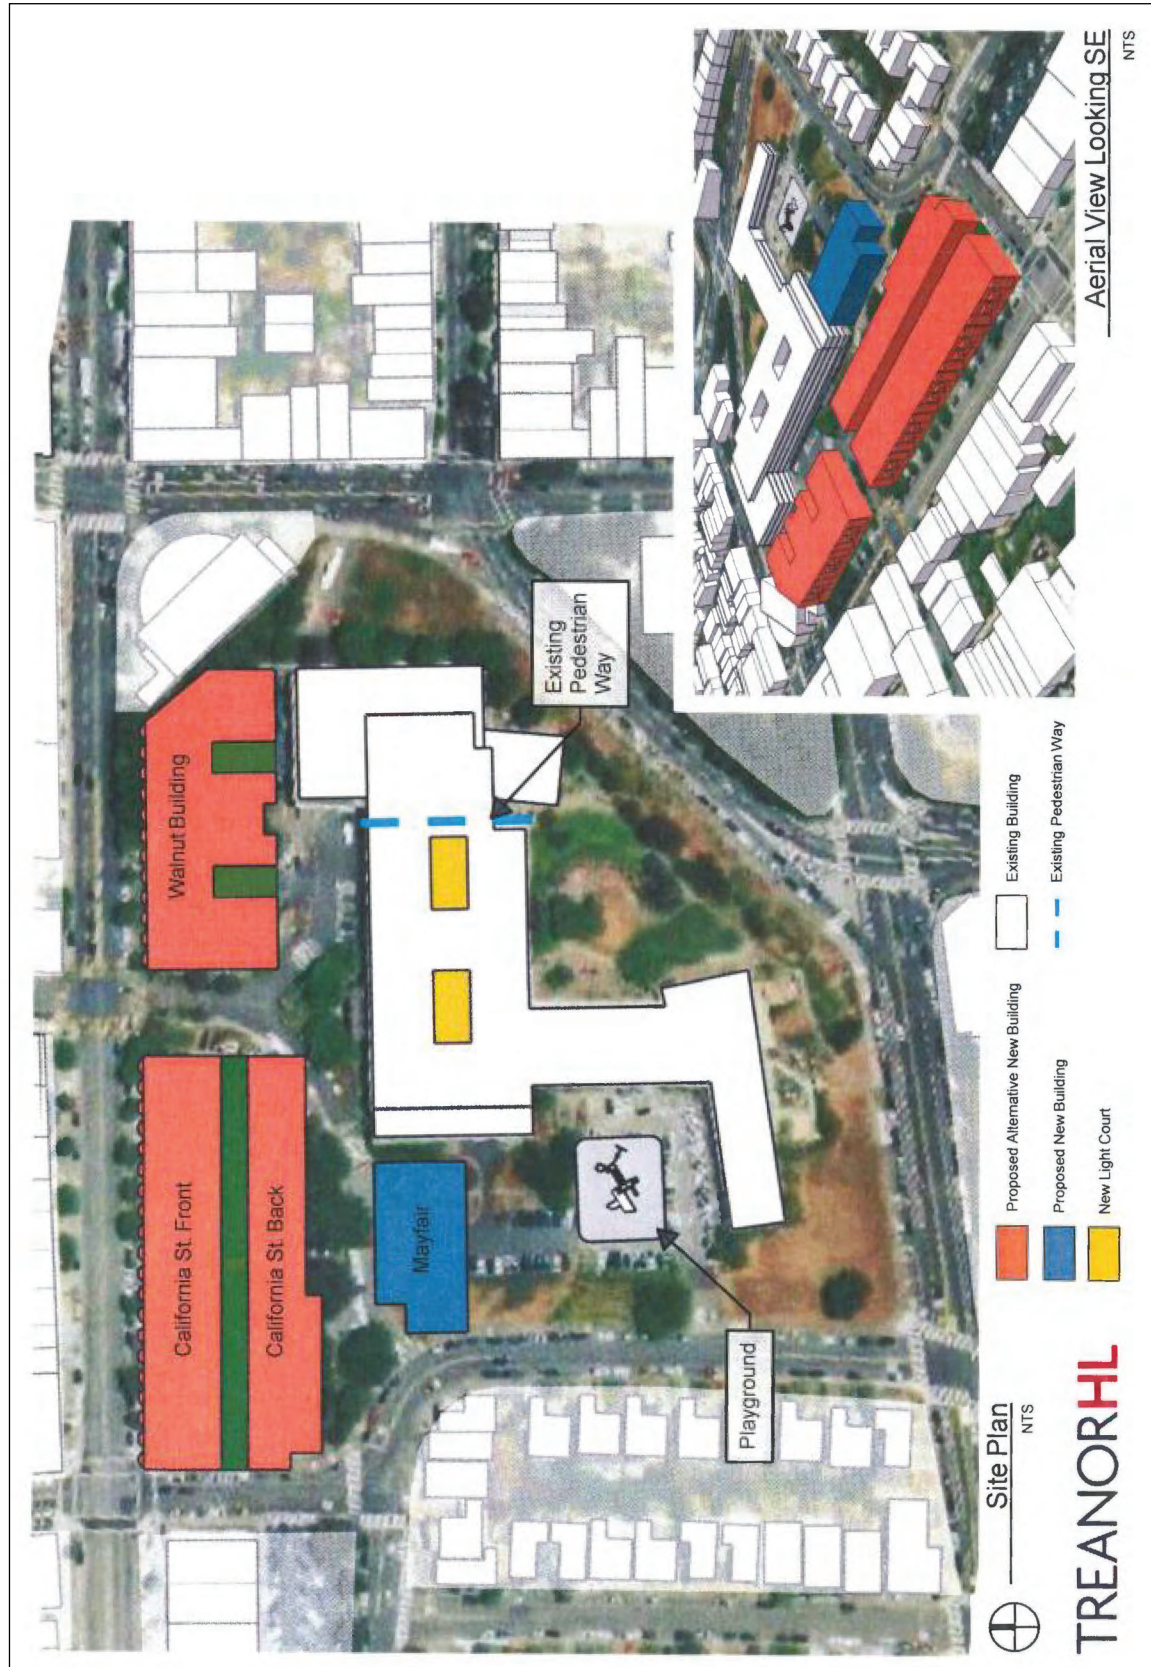 California St. Front
California St. Back
Walnut Building
Mayfair
Existing
Pedestrian
Way
Playground
Site Plan
NTS
Proposed Alternative New Building
Proposed New Building
New Light Court
Existing Building
Existing Pedestrian Way
Aerial View Looking SE
NTS
TREANORHL